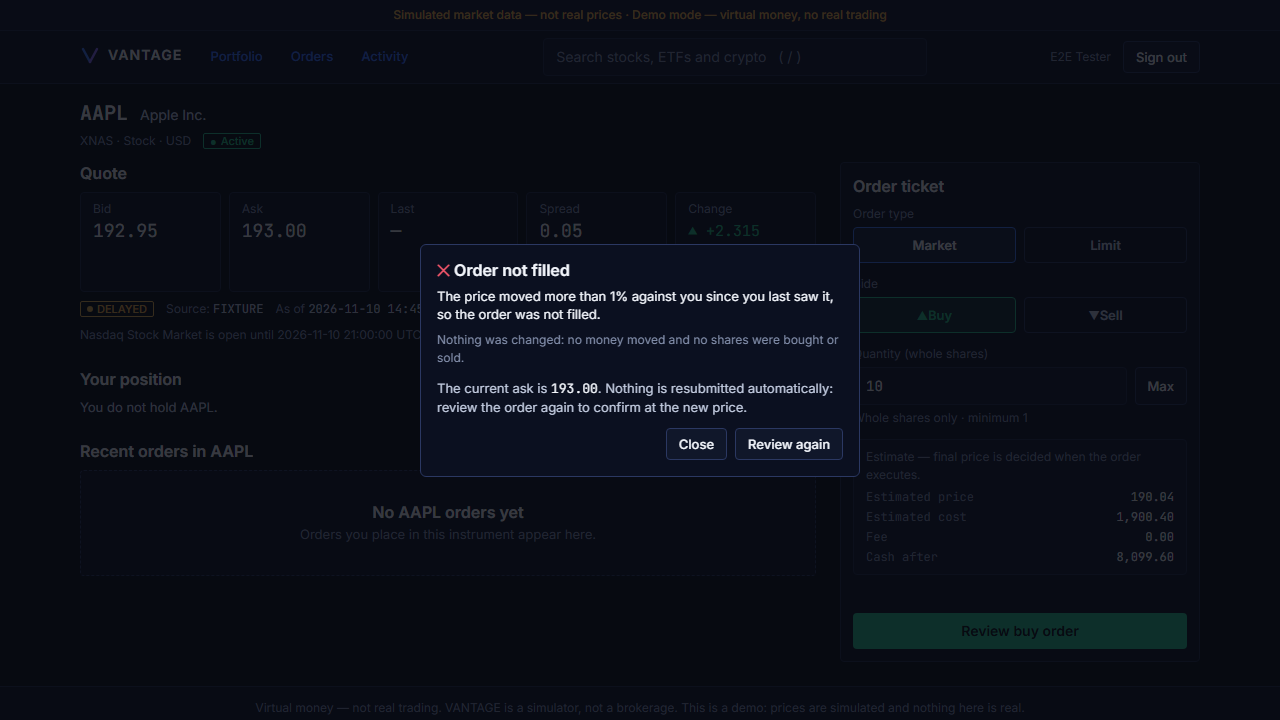 Simulated market data — not real prices · Demo mode — virtual money, no real trading
VANTAGE
Portfolio
Orders
Activity
Search stocks, ETFs and crypto ( / )
E2E Tester
Sign out
AAPL Apple Inc.
XNAS · Stock · USD
Active
Quote
Bid
192.95
Ask
193.00
Last
—
Spread
0.05
Change
▲ +2.315
DELAYED
Source: FIXTURE
As of 2026-11-10 14:45
Nasdaq Stock Market is open until 2026-11-10 21:00:00 UTC
Your position
You do not hold AAPL.
Recent orders in AAPL
No AAPL orders yet
Orders you place in this instrument appear here.
Order not filled
The price moved more than 1% against you since you last saw it,
so the order was not filled.
Nothing was changed: no money moved and no shares were bought or
sold.
The current ask is 193.00. Nothing is resubmitted automatically:
review the order again to confirm at the new price.
Close
Review again
Order ticket
Order type
Market
Limit
▲Buy
▼Sell
(whole shares)
10
Max
shares only · minimum 1
Estimate — final price is decided when the order
executes.
Estimated price 190.04
Estimated cost 1,900.40
Fee 0.00
Cash after 8,099.60
Review buy order
Virtual money — not real trading. VANTAGE is a simulator, not a brokerage. This is a demo: prices are simulated and nothing here is real.